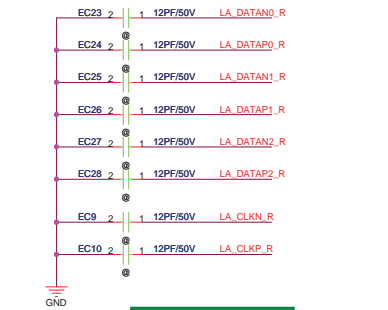 EC23 2 1 12PF/50V LA_DATAN0_R
@
EC24 2 1 12PF/50V LA_DATAP0_R
@
EC25 2 1 12PF/50V LA_DATAN1_R
@
EC26 2 1 12PF/50V LA_DATAP1_R
@
EC27 2 1 12PF/50V LA_DATAN2_R
@
EC28 2 1 12PF/50V LA_DATAP2_R
@
EC9 2 1 12PF/50V LA_CLKN_R
@
EC10 2 1 12PF/50V LA_CLKP_R
@
GND